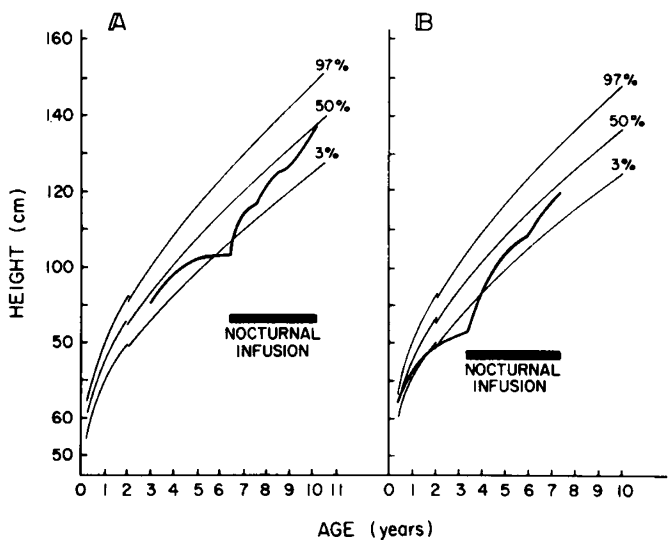 A
B
160
140
120
100
50
60
50
HEIGHT (cm)
97%
50%
3%
NOCTURNAL
INFUSION
0 1 2 3 4 5 6 7 8 9 10 11
97%
50%
3%
NOCTURNAL
INFUSION
0 1 2 3 4 5 6 7 8 9 10
AGE (years)